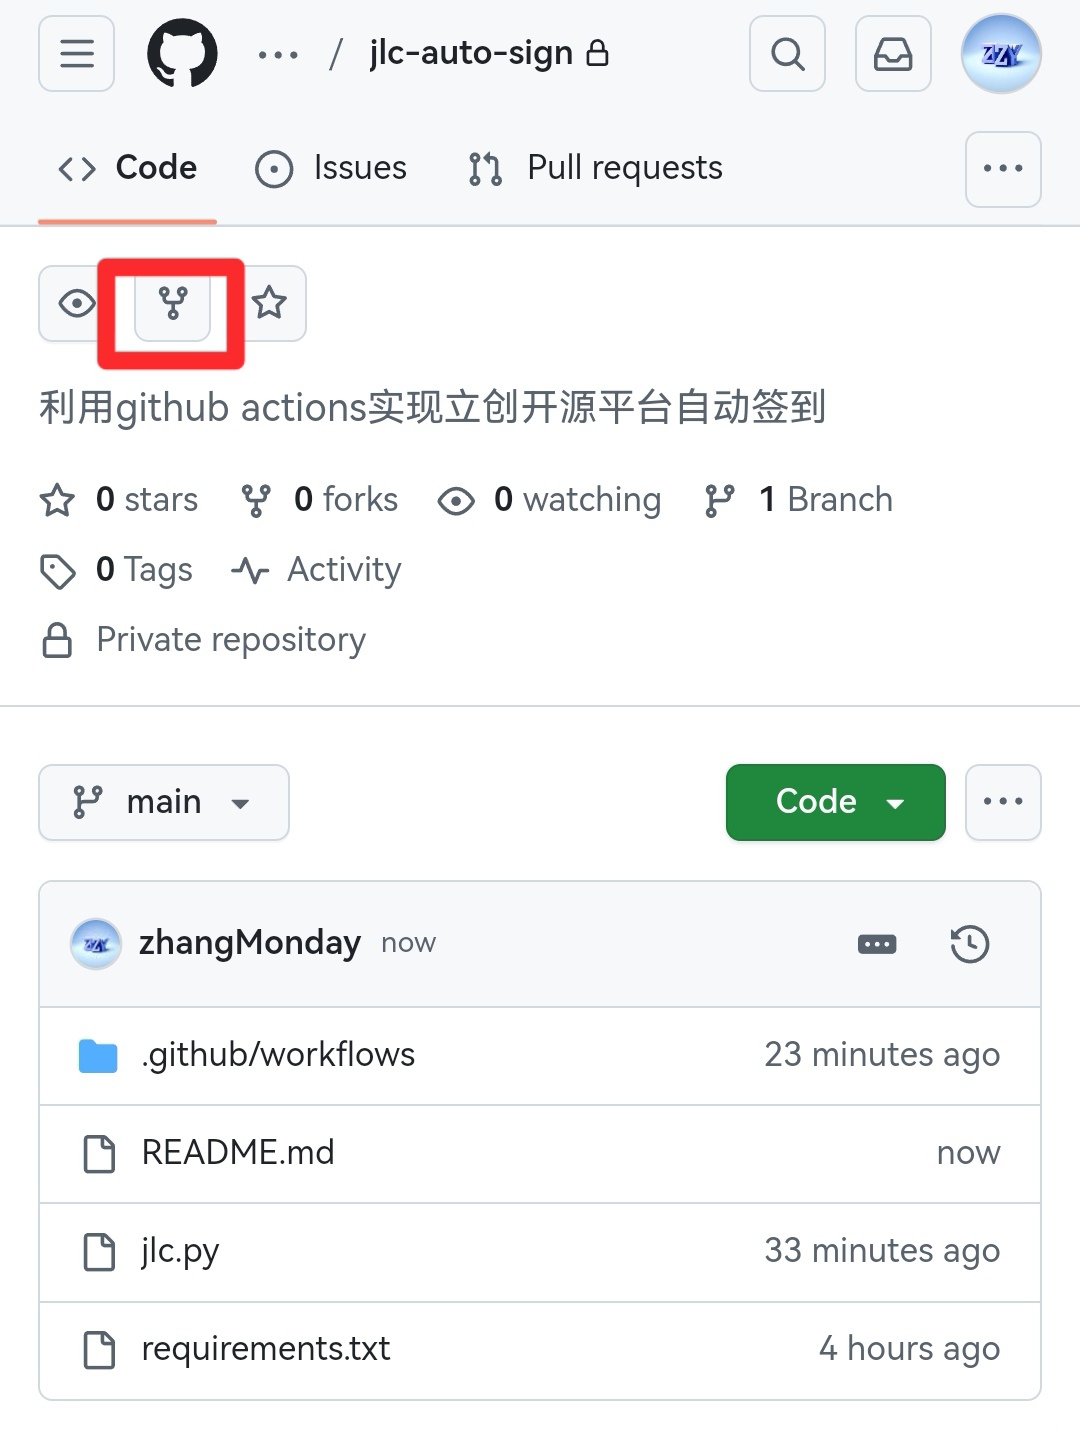 … / jlc-auto-sign
ZZY
Code Issues Pull requests
利用github actions实现立创开源平台自动签到
0 stars 0 forks 0 watching 1 Branch
0 Tags Activity
Private repository
main Code
zhangMonday now
.github/workflows 23 minutes ago
README.md now
jlc.py 33 minutes ago
requirements.txt 4 hours ago